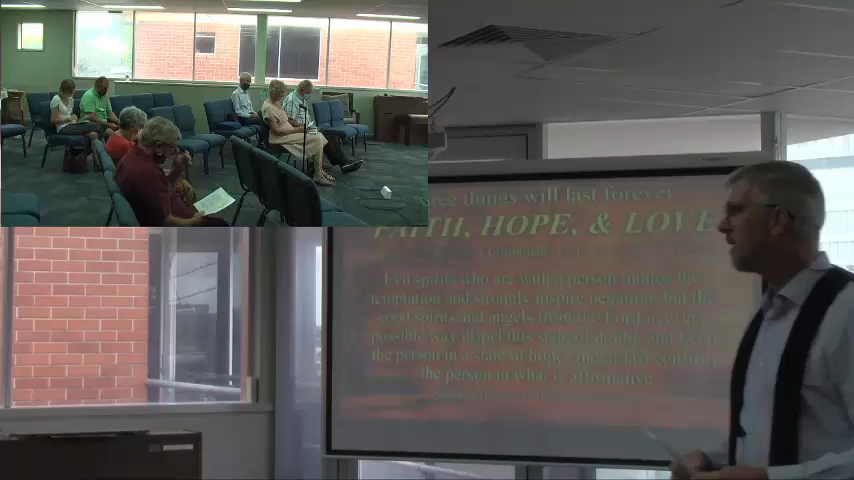 three things will last forever
FAITH, HOPE, & LOVE
1 Corinthians
Evil spirits who are with a person induce the
temptation and strongly inspire negation, but the
good spirits and angels from the Lord in every
possible way dispel this state of doubt, and keep
the person in a state of hope, and at last confirm
the person in what is affirmative